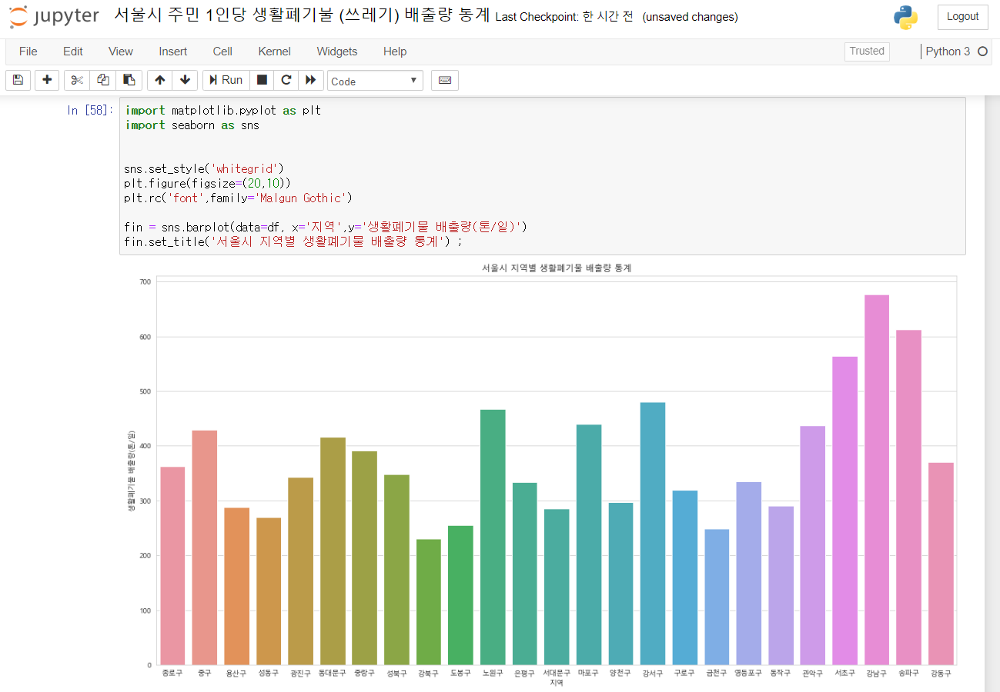 jupyter 서울시 주민 1인당 생활폐기불 (쓰레기) 배출량 통계 Last Checkpoint: 한 시간 전 (unsaved changes) Logout
File Edit View Insert Cell Kernel Widgets Help Trusted Python 3
Run Code
In [58]: import matplotlib.pyplot as plt
import seaborn as sns
sns.set_style('whitegrid')
plt.figure(figsize=(20,10))
plt.rc('font',family='Malgun Gothic')
fin = sns.barplot(data=df, x='지역',y='생활폐기물 배출량(톤/일)')
fin.set_title('서울시 지역별 생활폐기물 배출량 통계') ;
서울시 지역별 생활폐기물 배출량 통계
700
600
500
400
300
200
100
0
생활폐기물 배출량(톤/일)
종로구 중구 용산구 성동구 광진구 동대문구 중랑구 성북구 강북구 도봉구 노원구 은평구 서대문구 마포구 양천구 강서구 구로구 금천구 영등포구 동작구 관악구 서초구 강남구 송파구 강동구
지역